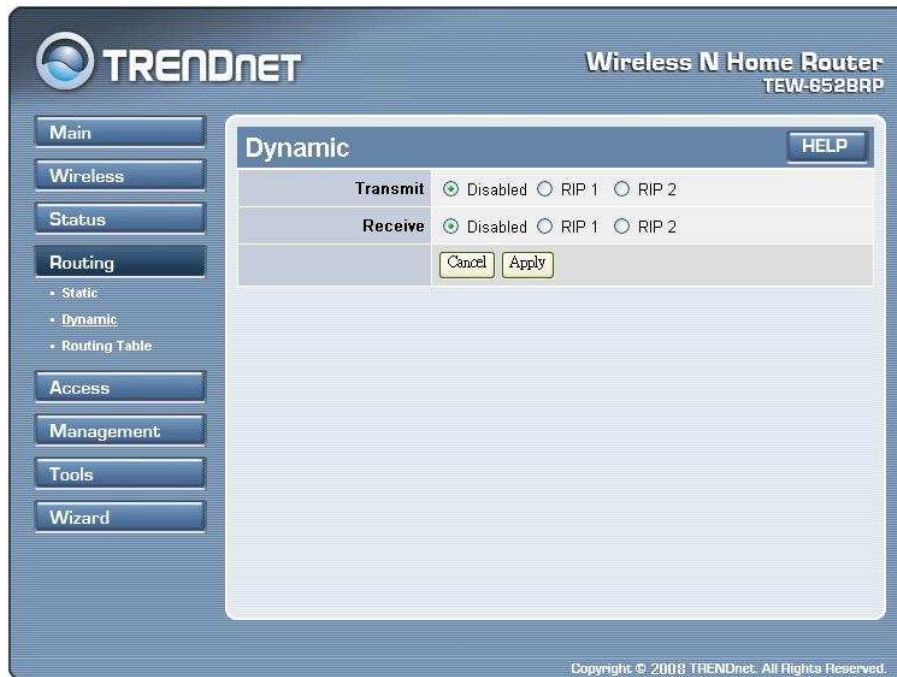 TRENDNET
Wireless N Home Router
TEW-652BRP
Main
Wireless
Status
Routing
• Static
• Dynamic
• Routing Table
Access
Management
Tools
Wizard
Dynamic
HELP
Transmit Disabled RIP 1 RIP 2
Receive Disabled RIP 1 RIP 2
Cancel Apply
Copyright © 2008 TRENDnet. All Rights Reserved.